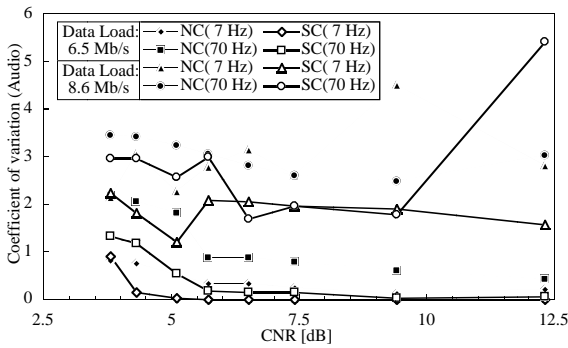 6
5
4
3
2
1
0
Coefficient of variation (Audio)
Data Load:
6.5 Mb/s
NC( 7 Hz) SC( 7 Hz)
NC(70 Hz) SC(70 Hz)
Data Load:
8.6 Mb/s
NC( 7 Hz) SC( 7 Hz)
NC(70 Hz) SC(70 Hz)
2.5 5 7.5 10 12.5
CNR [dB]